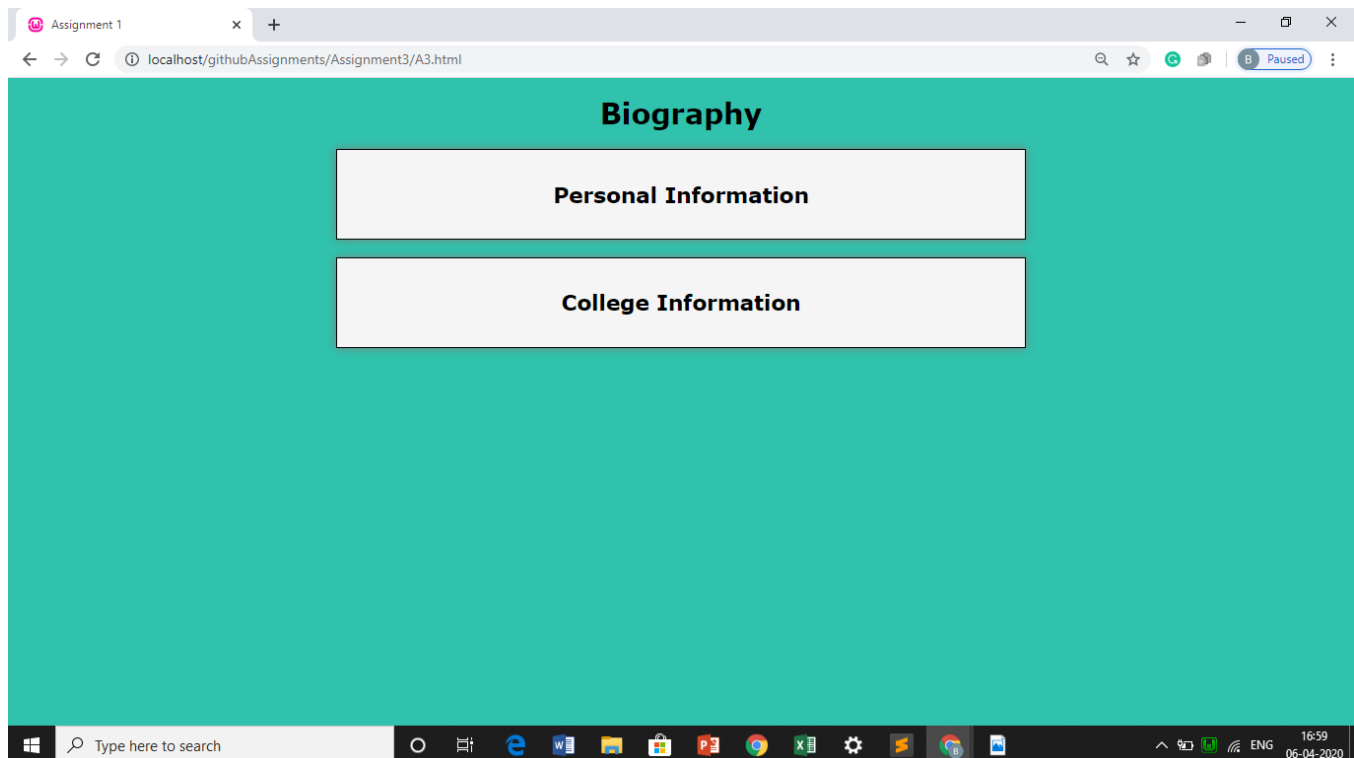 Assignment 1
localhost/githubAssignments/Assignment3/A3.html
B Paused
Biography
Personal Information
College Information
Type here to search
ENG
16:59
06-04-2020